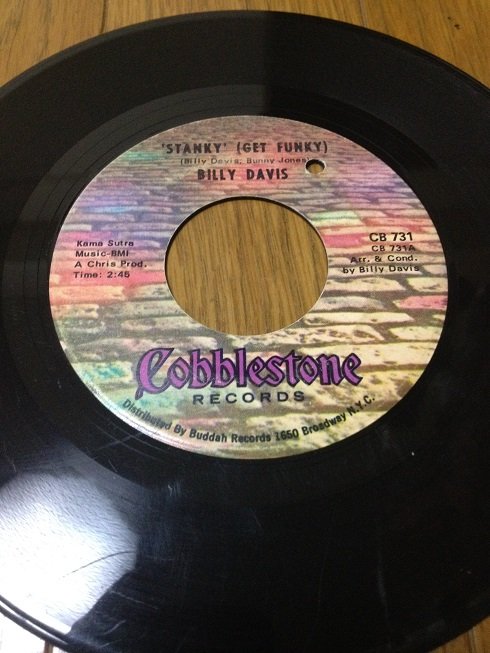 'STANKY' (GET FUNKY)
(Billy Davis, Bunny Jones)
BILLY DAVIS
Kama Sutra
Music-BMI
A Chris Prod.
Time: 2:45
CB 731
CB 731A
Arr. & Cond.
by Billy Davis
Cobblestone
RECORDS
Distributed By Buddah Records 1650 Broadway N.Y.C.